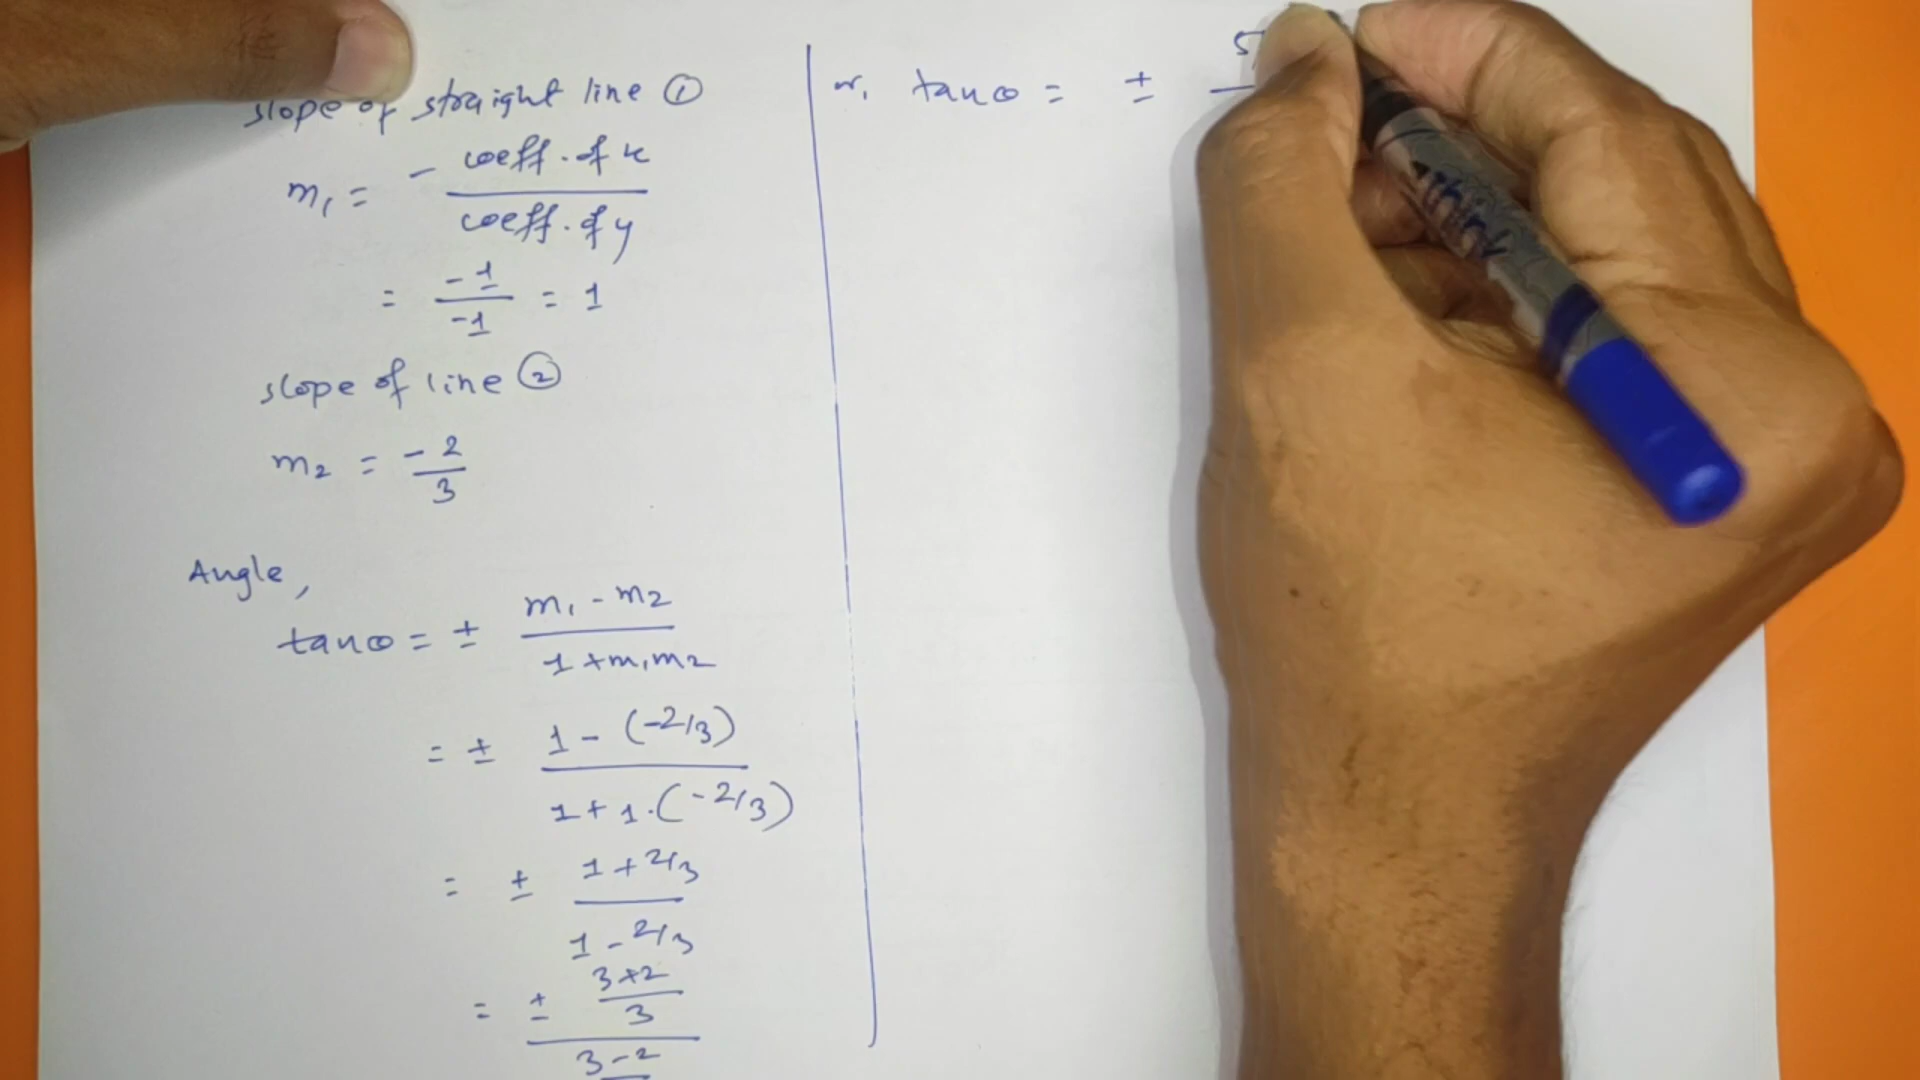 slope of straight line ①
m₁ = - coeff. of x / coeff. of y
= -1 / -1 = 1
slope of line ②
m₂ = -2 / 3
Angle,
tanθ = ± m₁ - m₂ / 1 + m₁m₂
= ± 1 - (-2/3) / 1 + 1.(-2/3)
= ± 1 + 2/3 / 1 - 2/3
= ± 3+2 / 3 / 3-2
or, tanθ = ± 5/
think